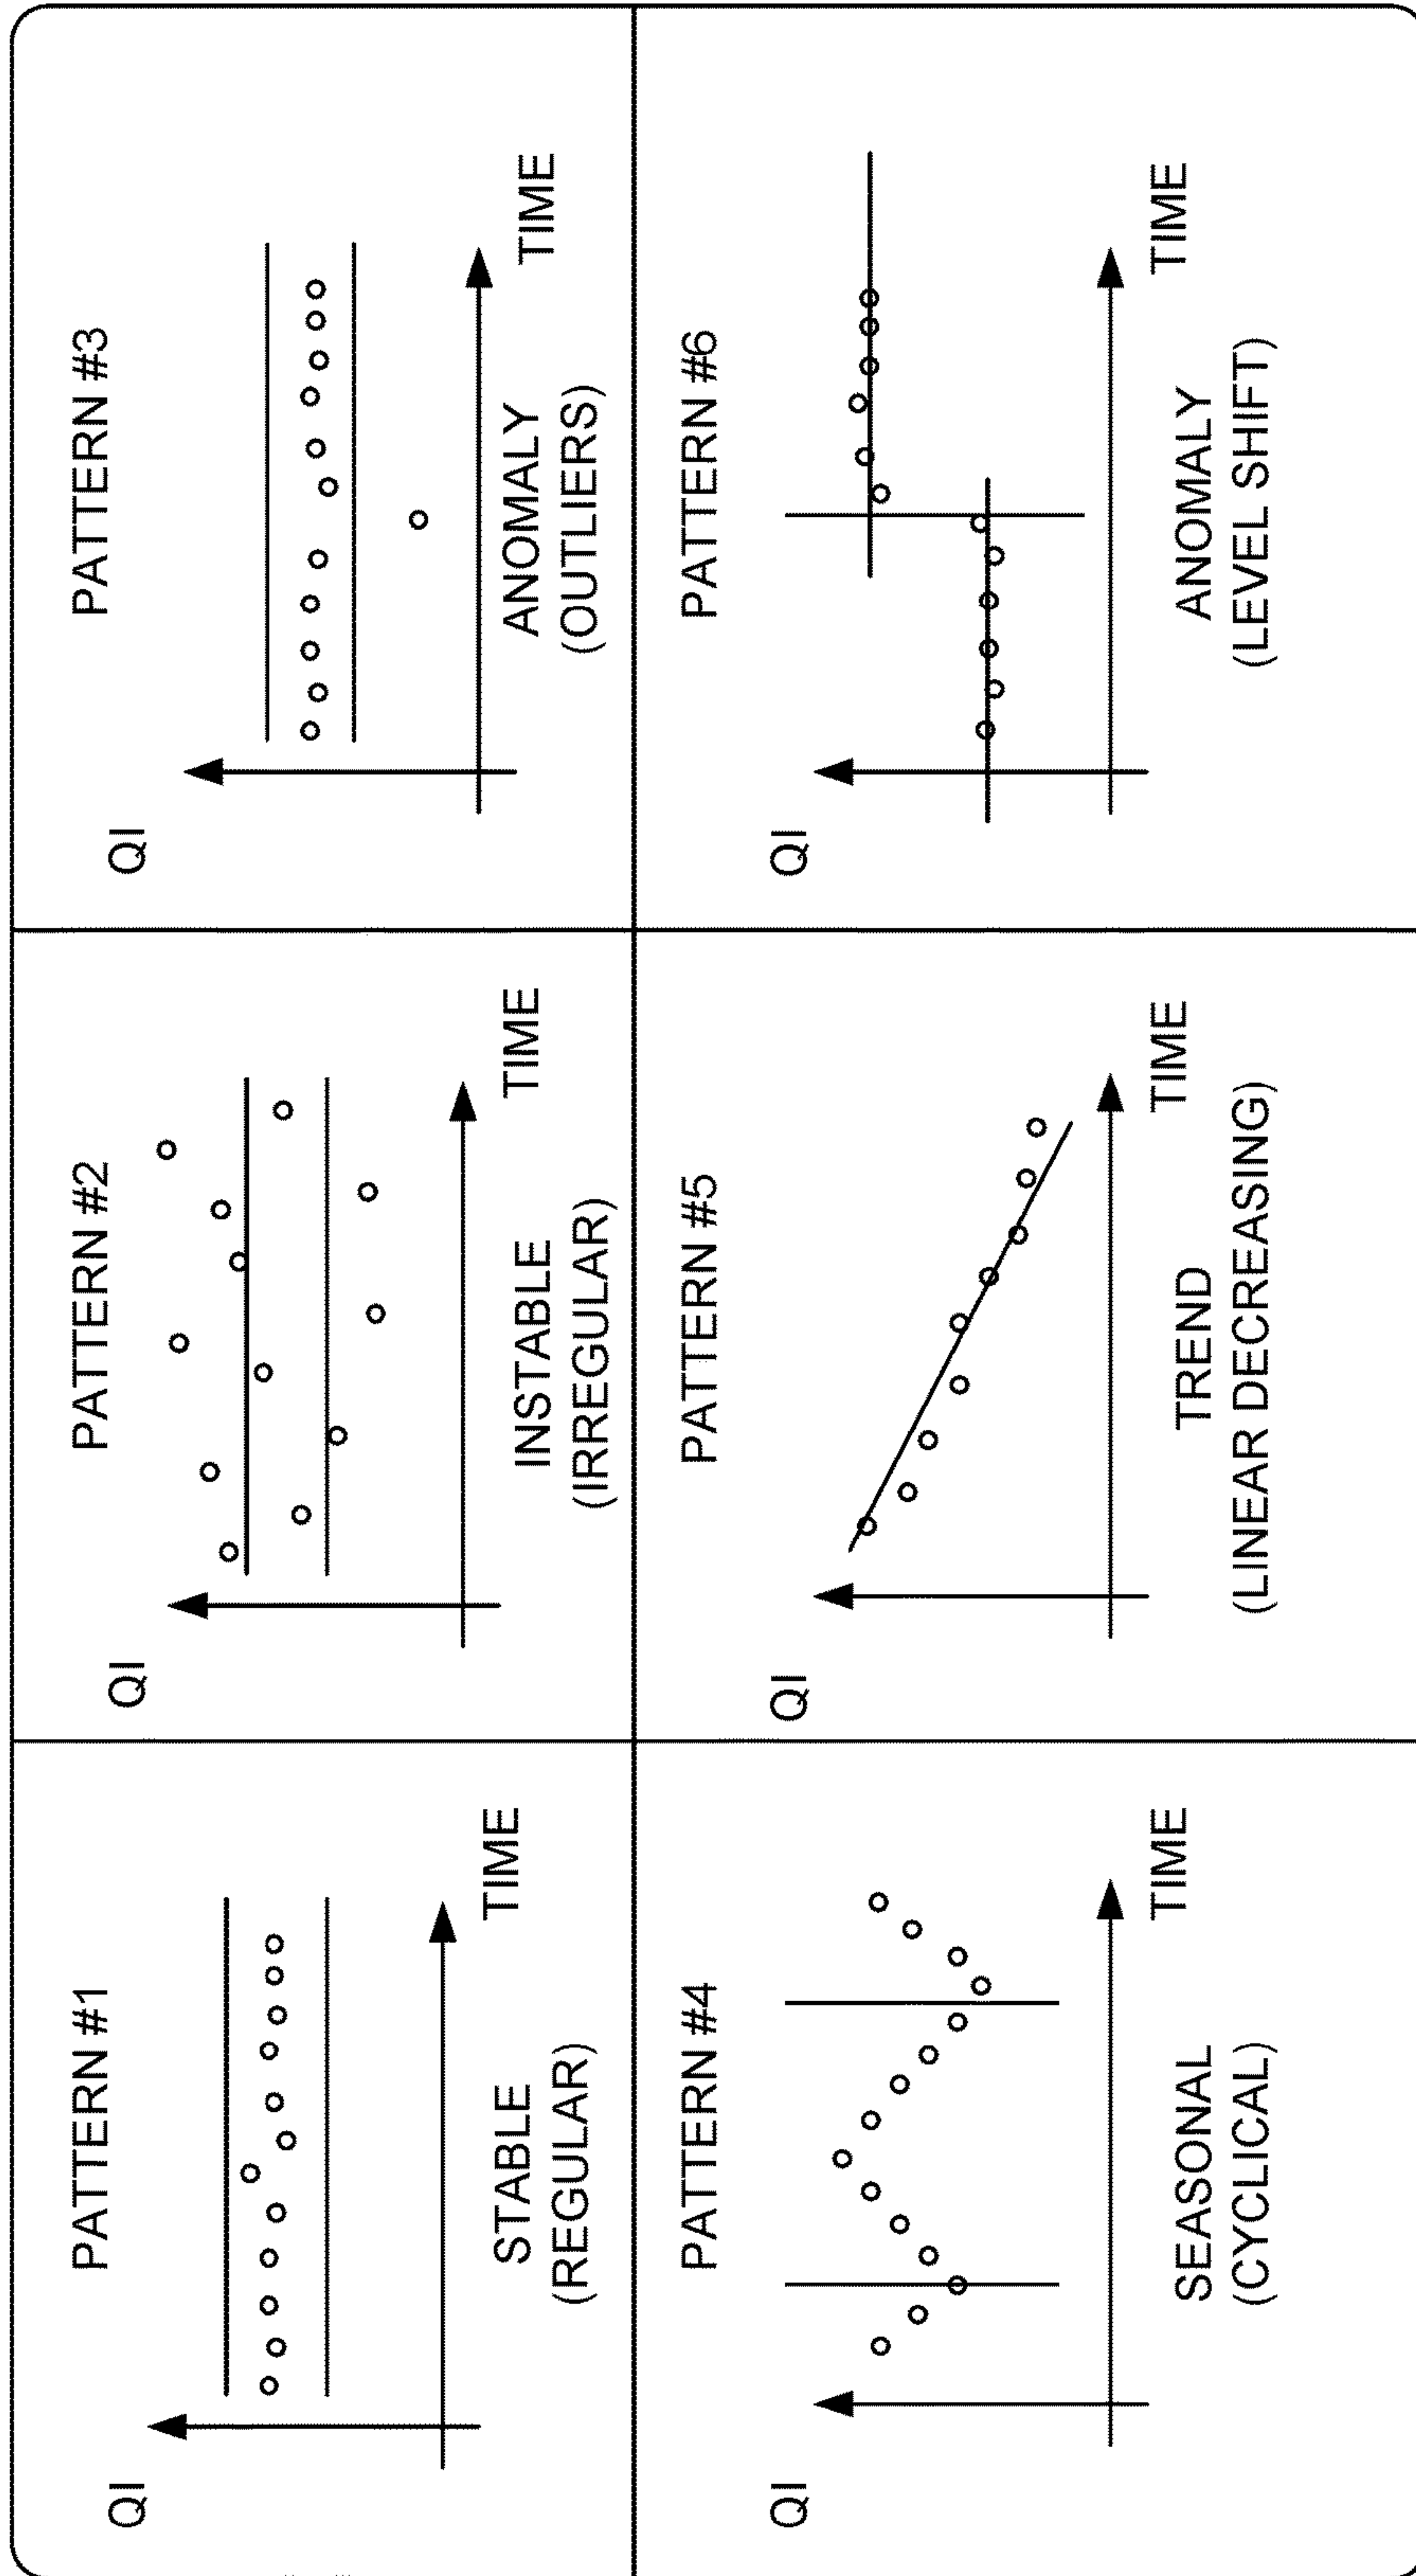 PATTERN #1
QI
TIME
STABLE
(REGULAR)
PATTERN #2
QI
TIME
INSTABLE
(IRREGULAR)
PATTERN #3
QI
TIME
ANOMALY
(OUTLIERS)
PATTERN #4
QI
TIME
SEASONAL
(CYCLICAL)
PATTERN #5
QI
TIME
TREND
(LINEAR DECREASING)
PATTERN #6
QI
TIME
ANOMALY
(LEVEL SHIFT)